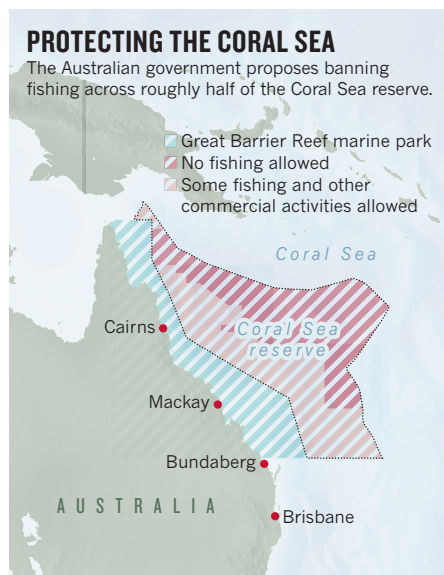 PROTECTING THE CORAL SEA
The Australian government proposes banning
fishing across roughly half of the Coral Sea reserve.
Great Barrier Reef marine park
No fishing allowed
Some fishing and other
commercial activities allowed
Coral Sea
Cairns
Coral Sea
reserve
Mackay
Bundaberg
AUSTRALIA
Brisbane